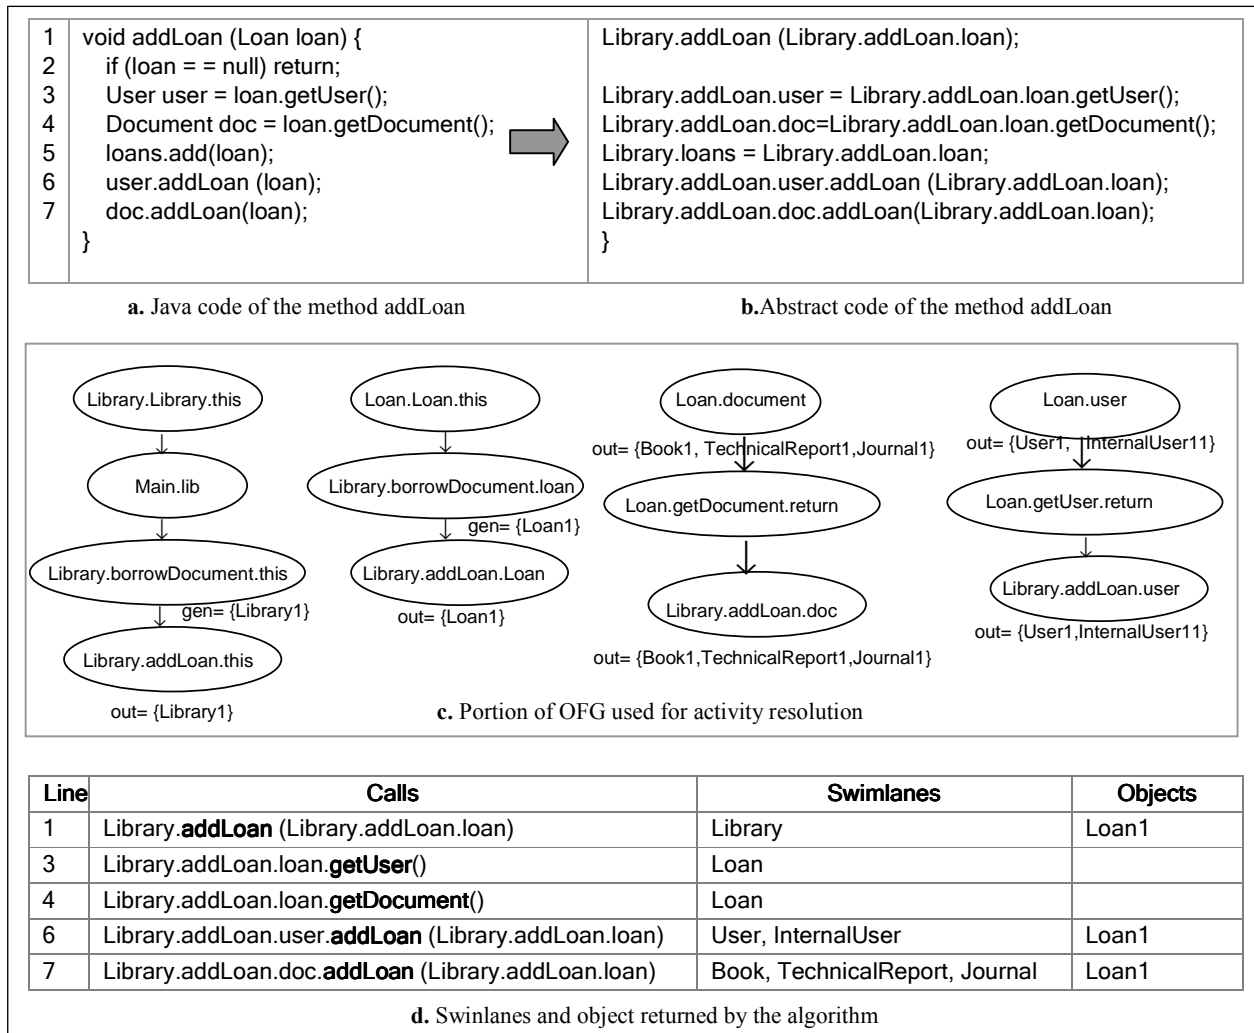 1 void addLoan (Loan loan) { Library.addLoan (Library.addLoan.loan);
2 if (loan = = null) return;
3 User user = loan.getUser(); Library.addLoan.user = Library.addLoan.loan.getUser();
4 Document doc = loan.getDocument(); Library.addLoan.doc=Library.addLoan.loan.getDocument();
5 loans.add(loan); Library.loans = Library.addLoan.loan;
6 user.addLoan (loan); Library.addLoan.user.addLoan (Library.addLoan.loan);
7 doc.addLoan(loan); Library.addLoan.doc.addLoan(Library.addLoan.loan);
} }
a. Java code of the method addLoan b.Abstract code of the method addLoan
Library.Library.this
Main.lib
Library.borrowDocument.this
gen= {Library1}
Library.addLoan.this
out= {Library1}
Loan.Loan.this
Library.borrowDocument.loan
gen= {Loan1}
Library.addLoan.Loan
out= {Loan1}
Loan.document
out= {Book1, TechnicalReport1,Journal1}
Loan.getDocument.return
Library.addLoan.doc
out= {Book1,TechnicalReport1,Journal1}
Loan.user
out= {User1, InternalUser11}
Loan.getUser.return
Library.addLoan.user
out= {User1,InternalUser11}
c. Portion of OFG used for activity resolution
Line Calls Swimlanes Objects
1 Library.addLoan (Library.addLoan.loan) Library Loan1
3 Library.addLoan.loan.getUser() Loan
4 Library.addLoan.loan.getDocument() Loan
6 Library.addLoan.user.addLoan (Library.addLoan.loan) User, InternalUser Loan1
7 Library.addLoan.doc.addLoan (Library.addLoan.loan) Book, TechnicalReport, Journal Loan1
d. Swinlanes and object returned by the algorithm